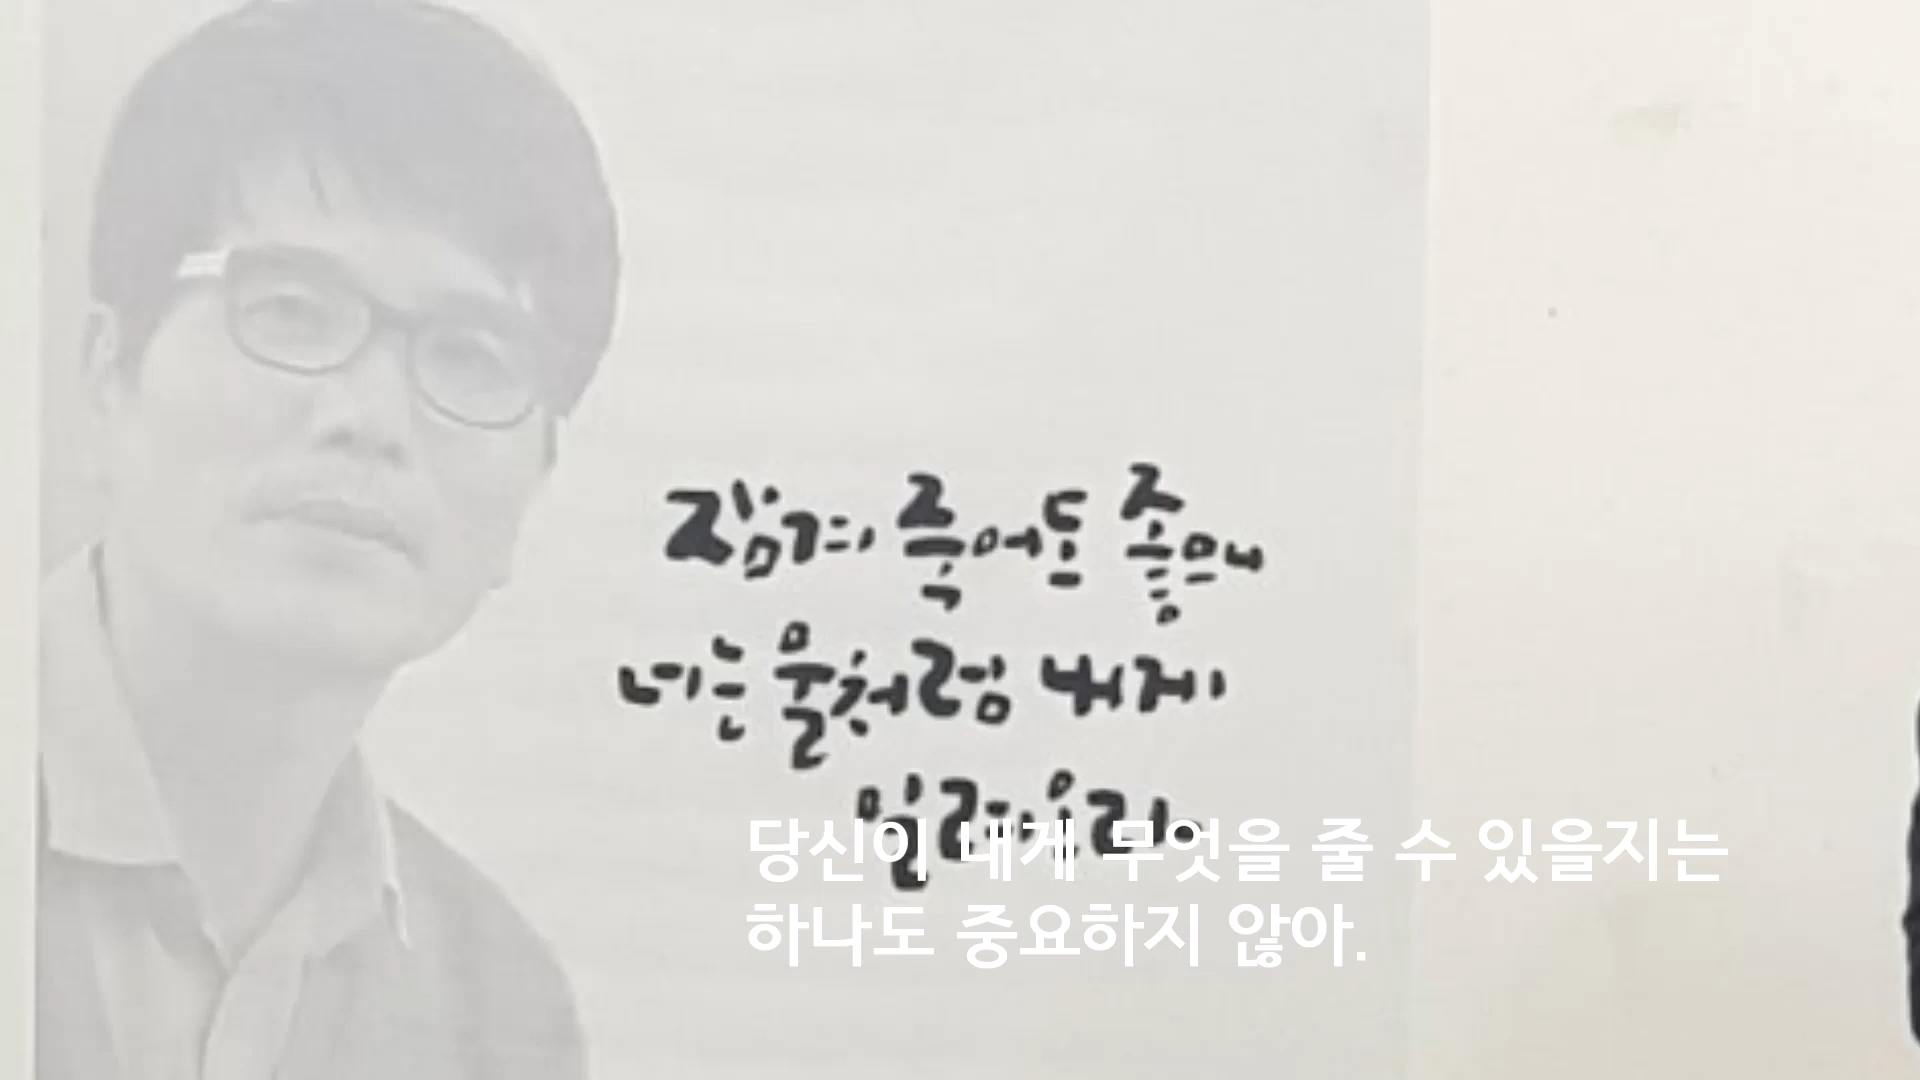 잠겨 죽어도 좋으니
너는 물처럼 내게
밀려오라
당신이 내게 무엇을 줄 수 있을지는
하나도 중요하지 않아.